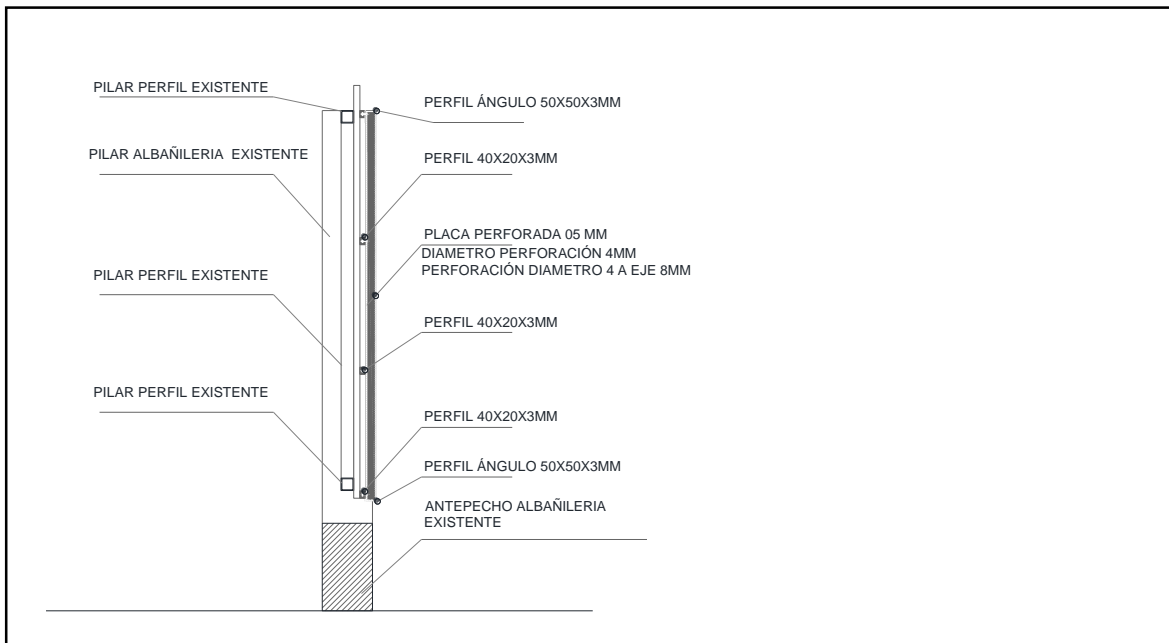 PILAR PERFIL EXISTENTE
PILAR ALBAÑILERIA  EXISTENTE
PILAR PERFIL EXISTENTE
PILAR PERFIL EXISTENTE
PERFIL ÁNGULO 50X50X3MM
PERFIL 40X20X3MM
PLACA PERFORADA 05 MM
DIAMETRO PERFORACIÓN 4MM
PERFORACIÓN DIAMETRO 4 A EJE 8MM
PERFIL 40X20X3MM
PERFIL 40X20X3MM
PERFIL ÁNGULO 50X50X3MM
ANTEPECHO ALBAÑILERIA
EXISTENTE